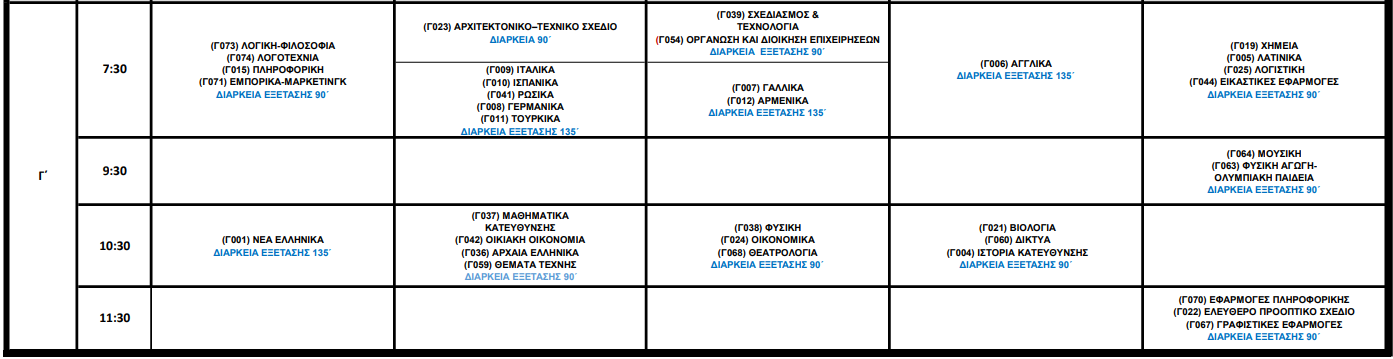 Γ΄
7:30
(Γ073) ΛΟΓΙΚΗ-ΦΙΛΟΣΟΦΙΑ
(Γ074) ΛΟΓΟΤΕΧΝΙΑ
(Γ015) ΠΛΗΡΟΦΟΡΙΚΗ
(Γ071) ΕΜΠΟΡΙΚΑ-ΜΑΡΚΕΤΙΝΓΚ
ΔΙΑΡΚΕΙΑ ΕΞΕΤΑΣΗΣ 90΄
(Γ023) ΑΡΧΙΤΕΚΤΟΝΙΚΟ–ΤΕΧΝΙΚΟ ΣΧΕΔΙΟ
ΔΙΑΡΚΕΙΑ 90΄
(Γ009) ΙΤΑΛΙΚΑ
(Γ010) ΙΣΠΑΝΙΚΑ
(Γ041) ΡΩΣΙΚΑ
(Γ008) ΓΕΡΜΑΝΙΚΑ
(Γ011) ΤΟΥΡΚΙΚΑ
ΔΙΑΡΚΕΙΑ ΕΞΕΤΑΣΗΣ 135΄
(Γ039) ΣΧΕΔΙΑΣΜΟΣ &
ΤΕΧΝΟΛΟΓΙΑ
(Γ054) ΟΡΓΑΝΩΣΗ ΚΑΙ ΔΙΟΙΚΗΣΗ ΕΠΙΧΕΙΡΗΣΕΩΝ
ΔΙΑΡΚΕΙΑ ΕΞΕΤΑΣΗΣ 90΄
(Γ007) ΓΑΛΛΙΚΑ
(Γ012) ΑΡΜΕΝΙΚΑ
ΔΙΑΡΚΕΙΑ ΕΞΕΤΑΣΗΣ 135΄
(Γ006) ΑΓΓΛΙΚΑ
ΔΙΑΡΚΕΙΑ ΕΞΕΤΑΣΗΣ 135΄
(Γ019) ΧΗΜΕΙΑ
(Γ005) ΛΑΤΙΝΙΚΑ
(Γ025) ΛΟΓΙΣΤΙΚΗ
(Γ044) ΕΙΚΑΣΤΙΚΕΣ ΕΦΑΡΜΟΓΕΣ
ΔΙΑΡΚΕΙΑ ΕΞΕΤΑΣΗΣ 90΄
9:30
(Γ064) ΜΟΥΣΙΚΗ
(Γ063) ΦΥΣΙΚΗ ΑΓΩΓΗ-
ΟΛΥΜΠΙΑΚΗ ΠΑΙΔΕΙΑ
ΔΙΑΡΚΕΙΑ ΕΞΕΤΑΣΗΣ 90΄
10:30
(Γ001) ΝΕΑ ΕΛΛΗΝΙΚΑ
ΔΙΑΡΚΕΙΑ ΕΞΕΤΑΣΗΣ 135΄
(Γ037) ΜΑΘΗΜΑΤΙΚΑ
ΚΑΤΕΥΘΥΝΣΗΣ
(Γ042) ΟΙΚΙΑΚΗ ΟΙΚΟΝΟΜΙΑ
(Γ036) ΑΡΧΑΙΑ ΕΛΛΗΝΙΚΑ
(Γ059) ΘΕΜΑΤΑ ΤΕΧΝΗΣ
ΔΙΑΡΚΕΙΑ ΕΞΕΤΑΣΗΣ 90΄
(Γ038) ΦΥΣΙΚΗ
(Γ024) ΟΙΚΟΝΟΜΙΚΑ
(Γ068) ΘΕΑΤΡΟΛΟΓΙΑ
ΔΙΑΡΚΕΙΑ ΕΞΕΤΑΣΗΣ 90΄
(Γ021) ΒΙΟΛΟΓΙΑ
(Γ060) ΔΙΚΤΥΑ
(Γ004) ΙΣΤΟΡΙΑ ΚΑΤΕΥΘΥΝΣΗΣ
ΔΙΑΡΚΕΙΑ ΕΞΕΤΑΣΗΣ 90΄
11:30
(Γ070) ΕΦΑΡΜΟΓΕΣ ΠΛΗΡΟΦΟΡΙΚΗΣ
(Γ022) ΕΛΕΥΘΕΡΟ ΠΡΟΟΠΤΙΚΟ ΣΧΕΔΙΟ
(Γ067) ΓΡΑΦΙΣΤΙΚΕΣ ΕΦΑΡΜΟΓΕΣ
ΔΙΑΡΚΕΙΑ ΕΞΕΤΑΣΗΣ 90΄